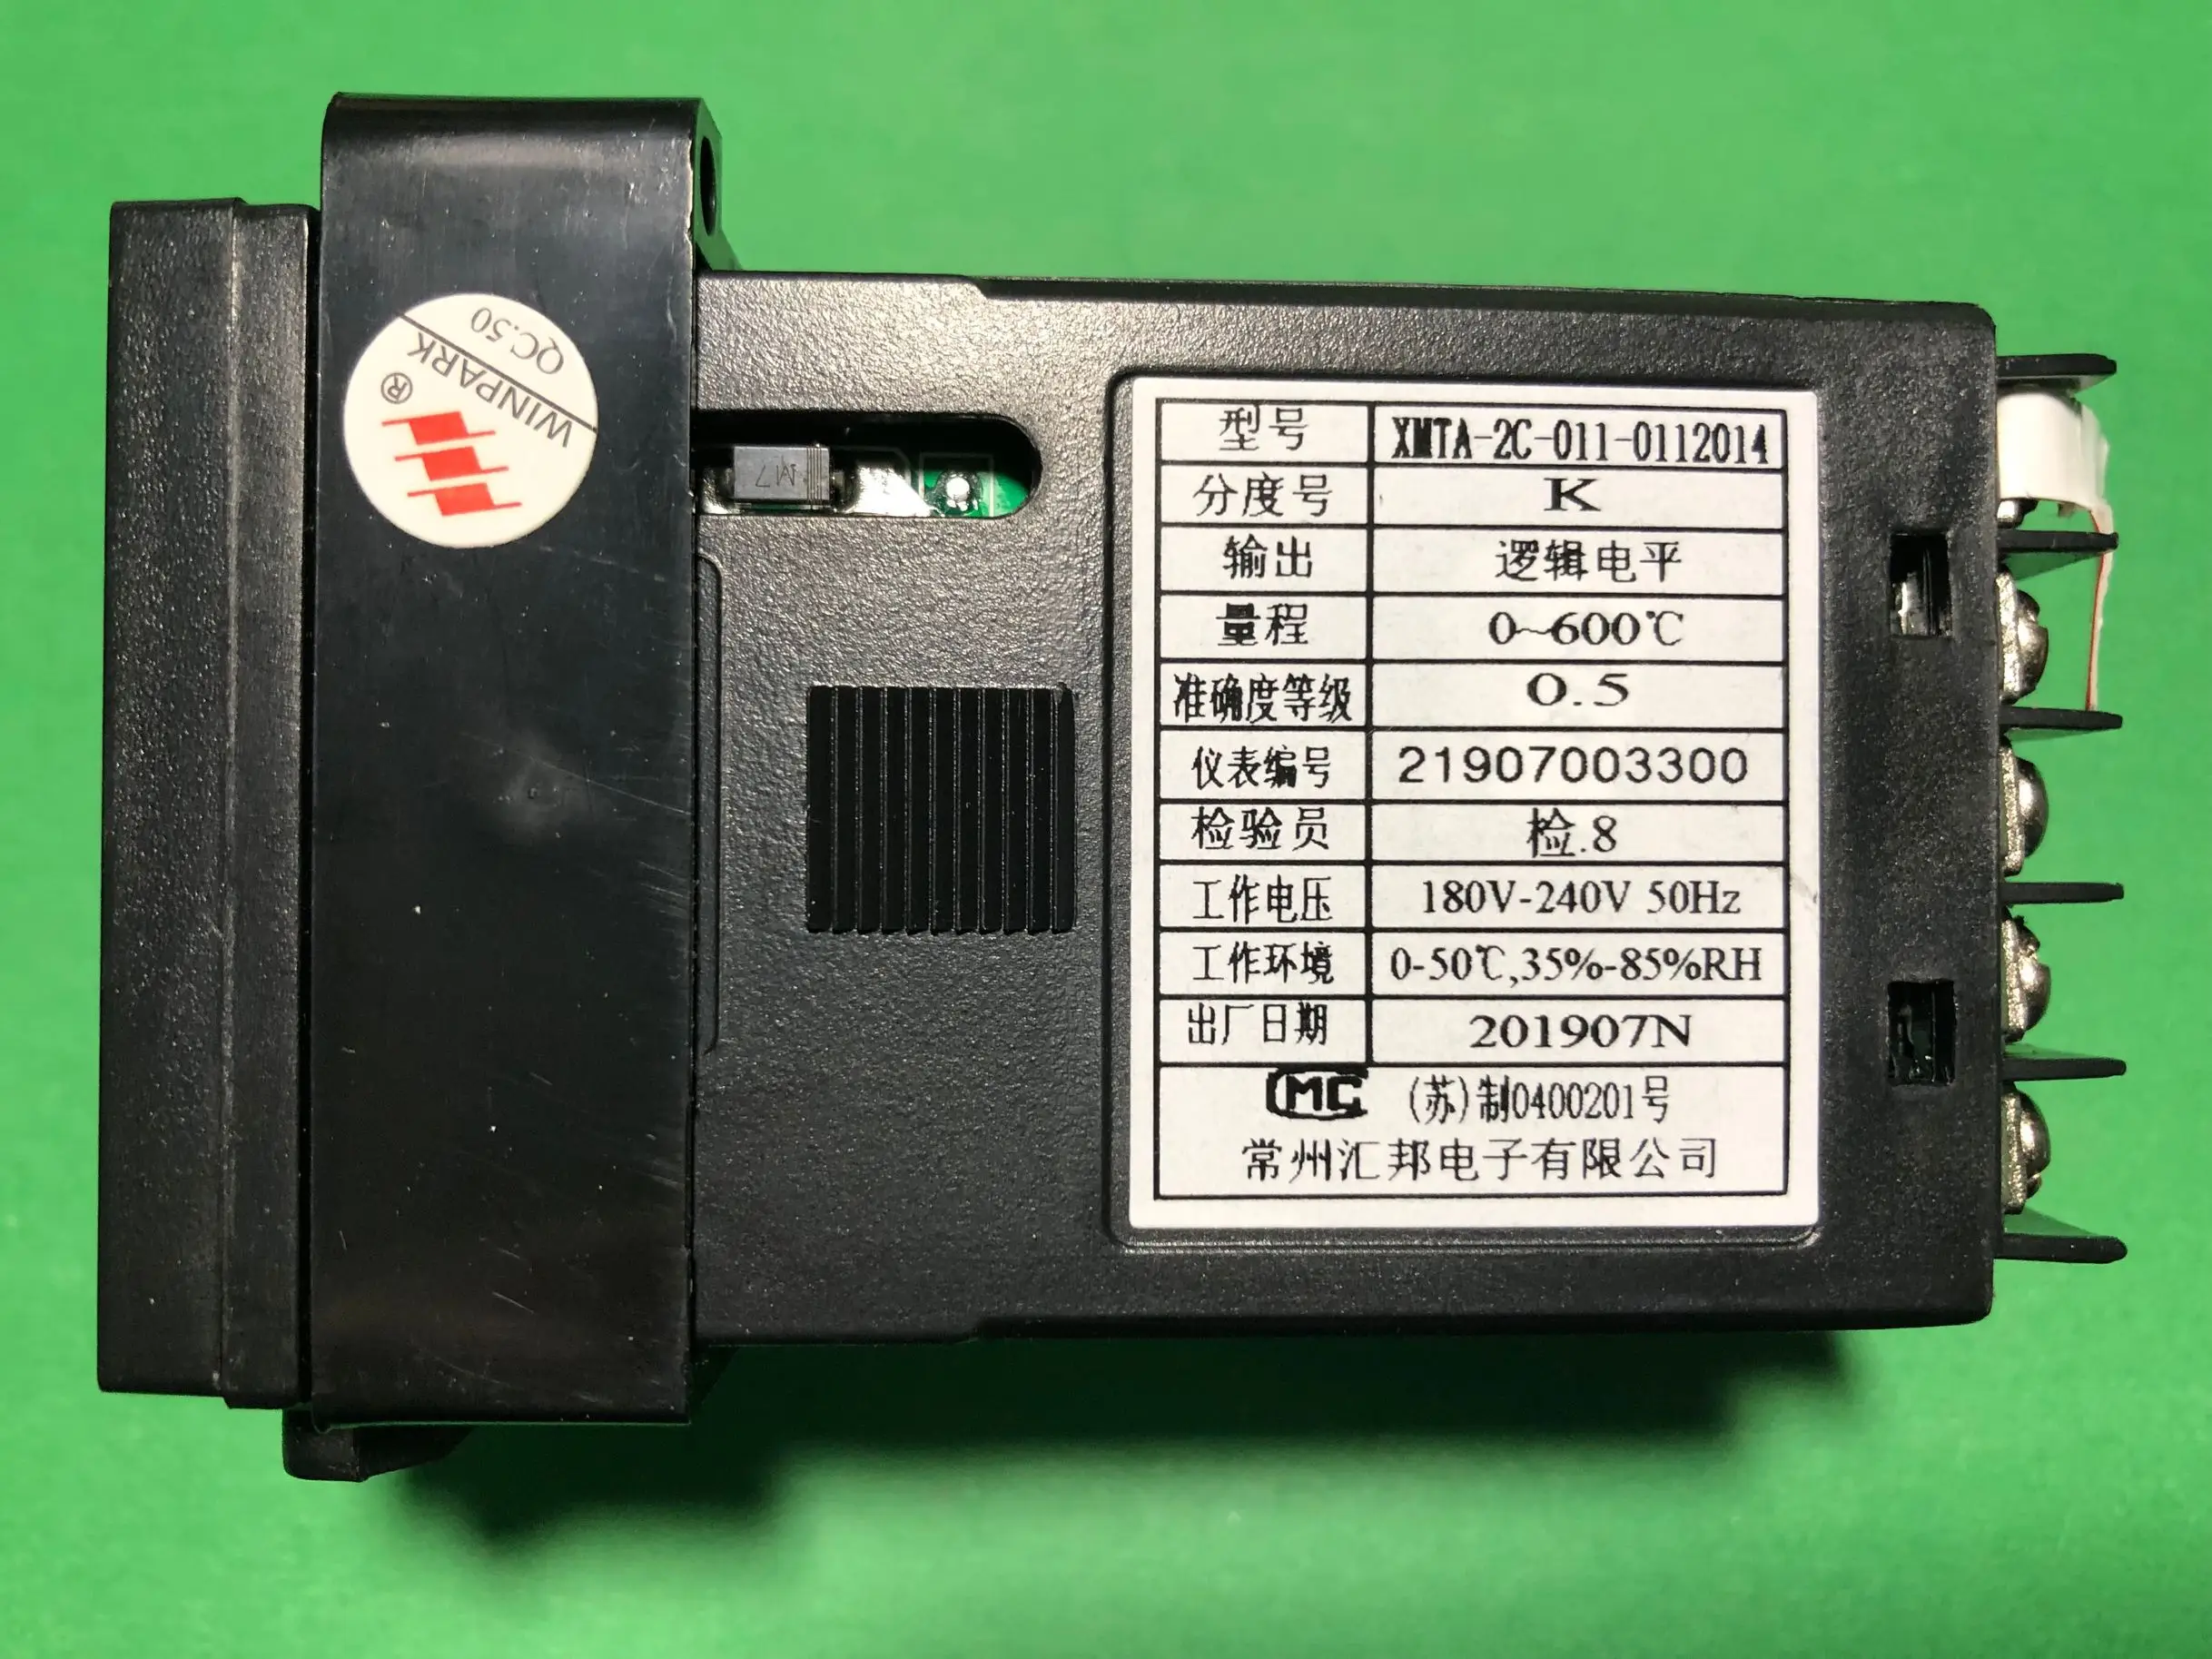 WINPARK
QC.50
®
M7
型号 XMTA-2C-011-0112014
分度号 K
输出 逻辑电平
量程 0~600℃
准确度等级 0.5
仪表编号 21907003300
检验员 检.8
工作电压 180V-240V 50Hz
工作环境 0-50℃,35%-85%RH
出厂日期 201907N
MC (苏)制0400201号
常州汇邦电子有限公司